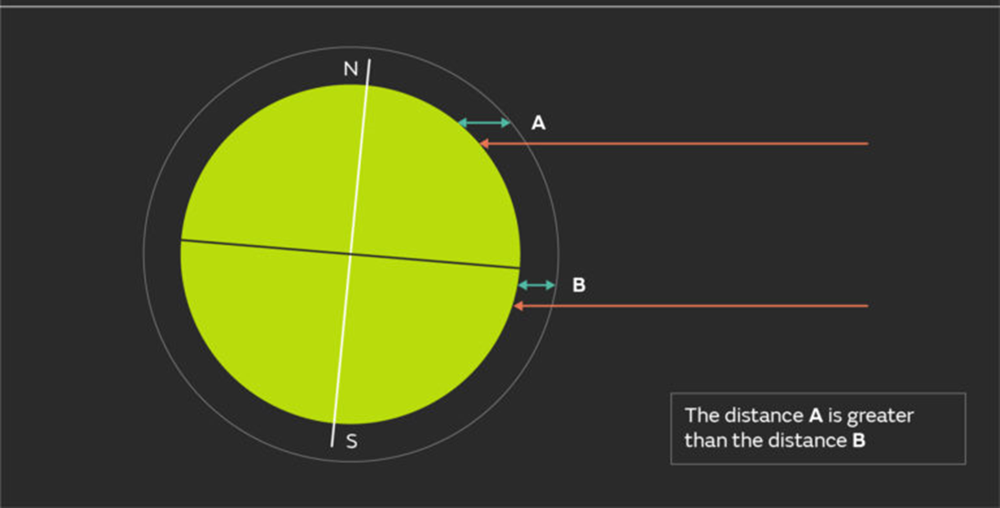 N
A
B
S
The distance A is greater
than the distance B